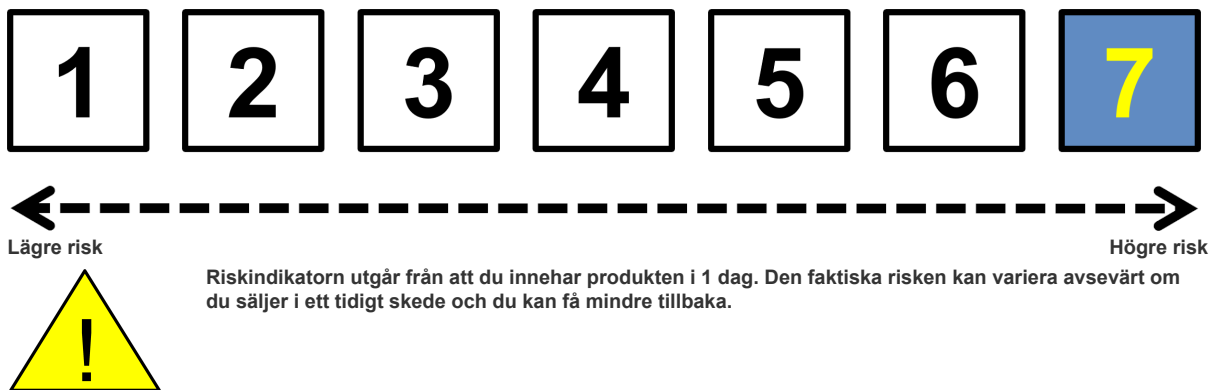 1 2 3 4 5 6 7
Lägre risk Högre risk
Riskindikatorn utgår från att du innehar produkten i 1 dag. Den faktiska risken kan variera avsevärt om
du säljer i ett tidigt skede och du kan få mindre tillbaka.
!